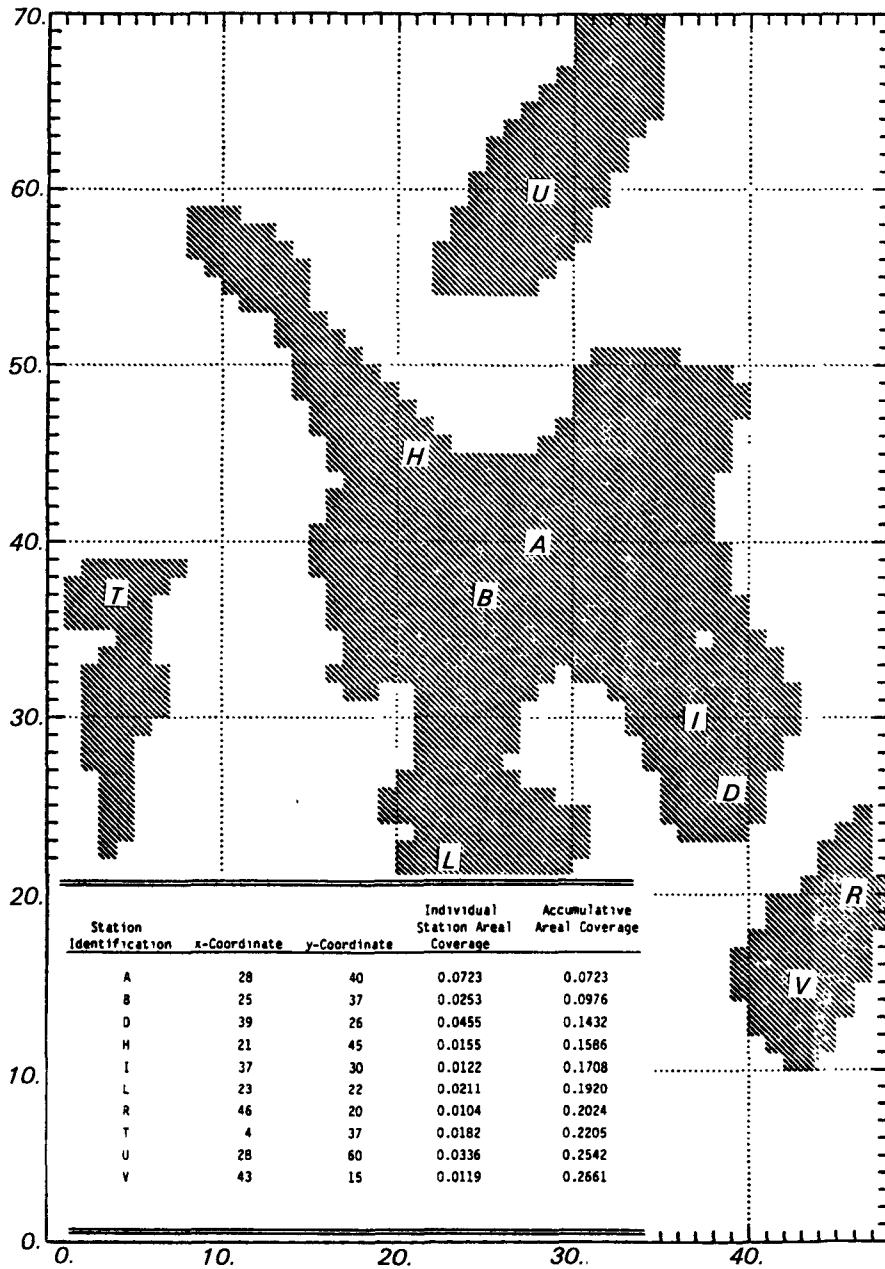 70.
60.
U
50.
H
40.
A
T
B
30.
I
D
L
20.
R
V
10.
0.
Station Identification x-Coordinate y-Coordinate Individual Station Areal Coverage Accumulative Areal Coverage
A 28 40 0.0723 0.0723
B 25 37 0.0253 0.0976
D 39 26 0.0455 0.1432
H 21 45 0.0155 0.1586
I 37 30 0.0122 0.1708
L 23 22 0.0211 0.1920
R 46 20 0.0104 0.2024
T 4 37 0.0182 0.2205
U 28 60 0.0336 0.2542
V 43 15 0.0119 0.2661
0. 10. 20. 30. 40.